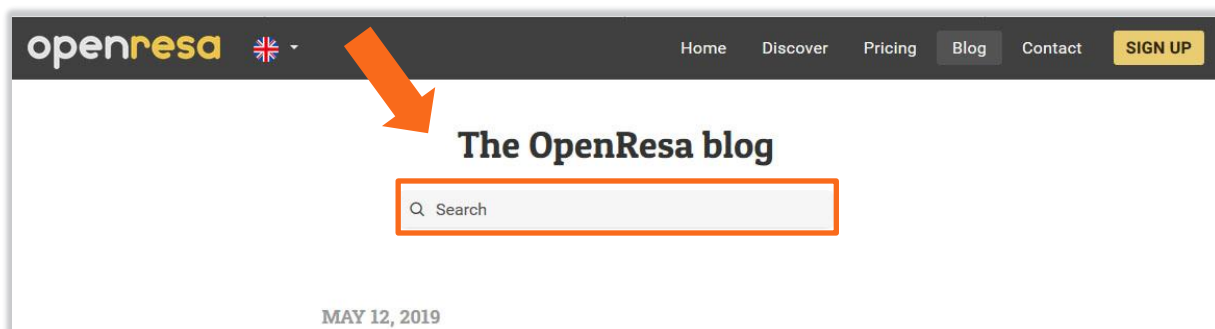 openresa Home Discover Pricing Blog Contact SIGN UP
The OpenResa blog
Search
MAY 12, 2019